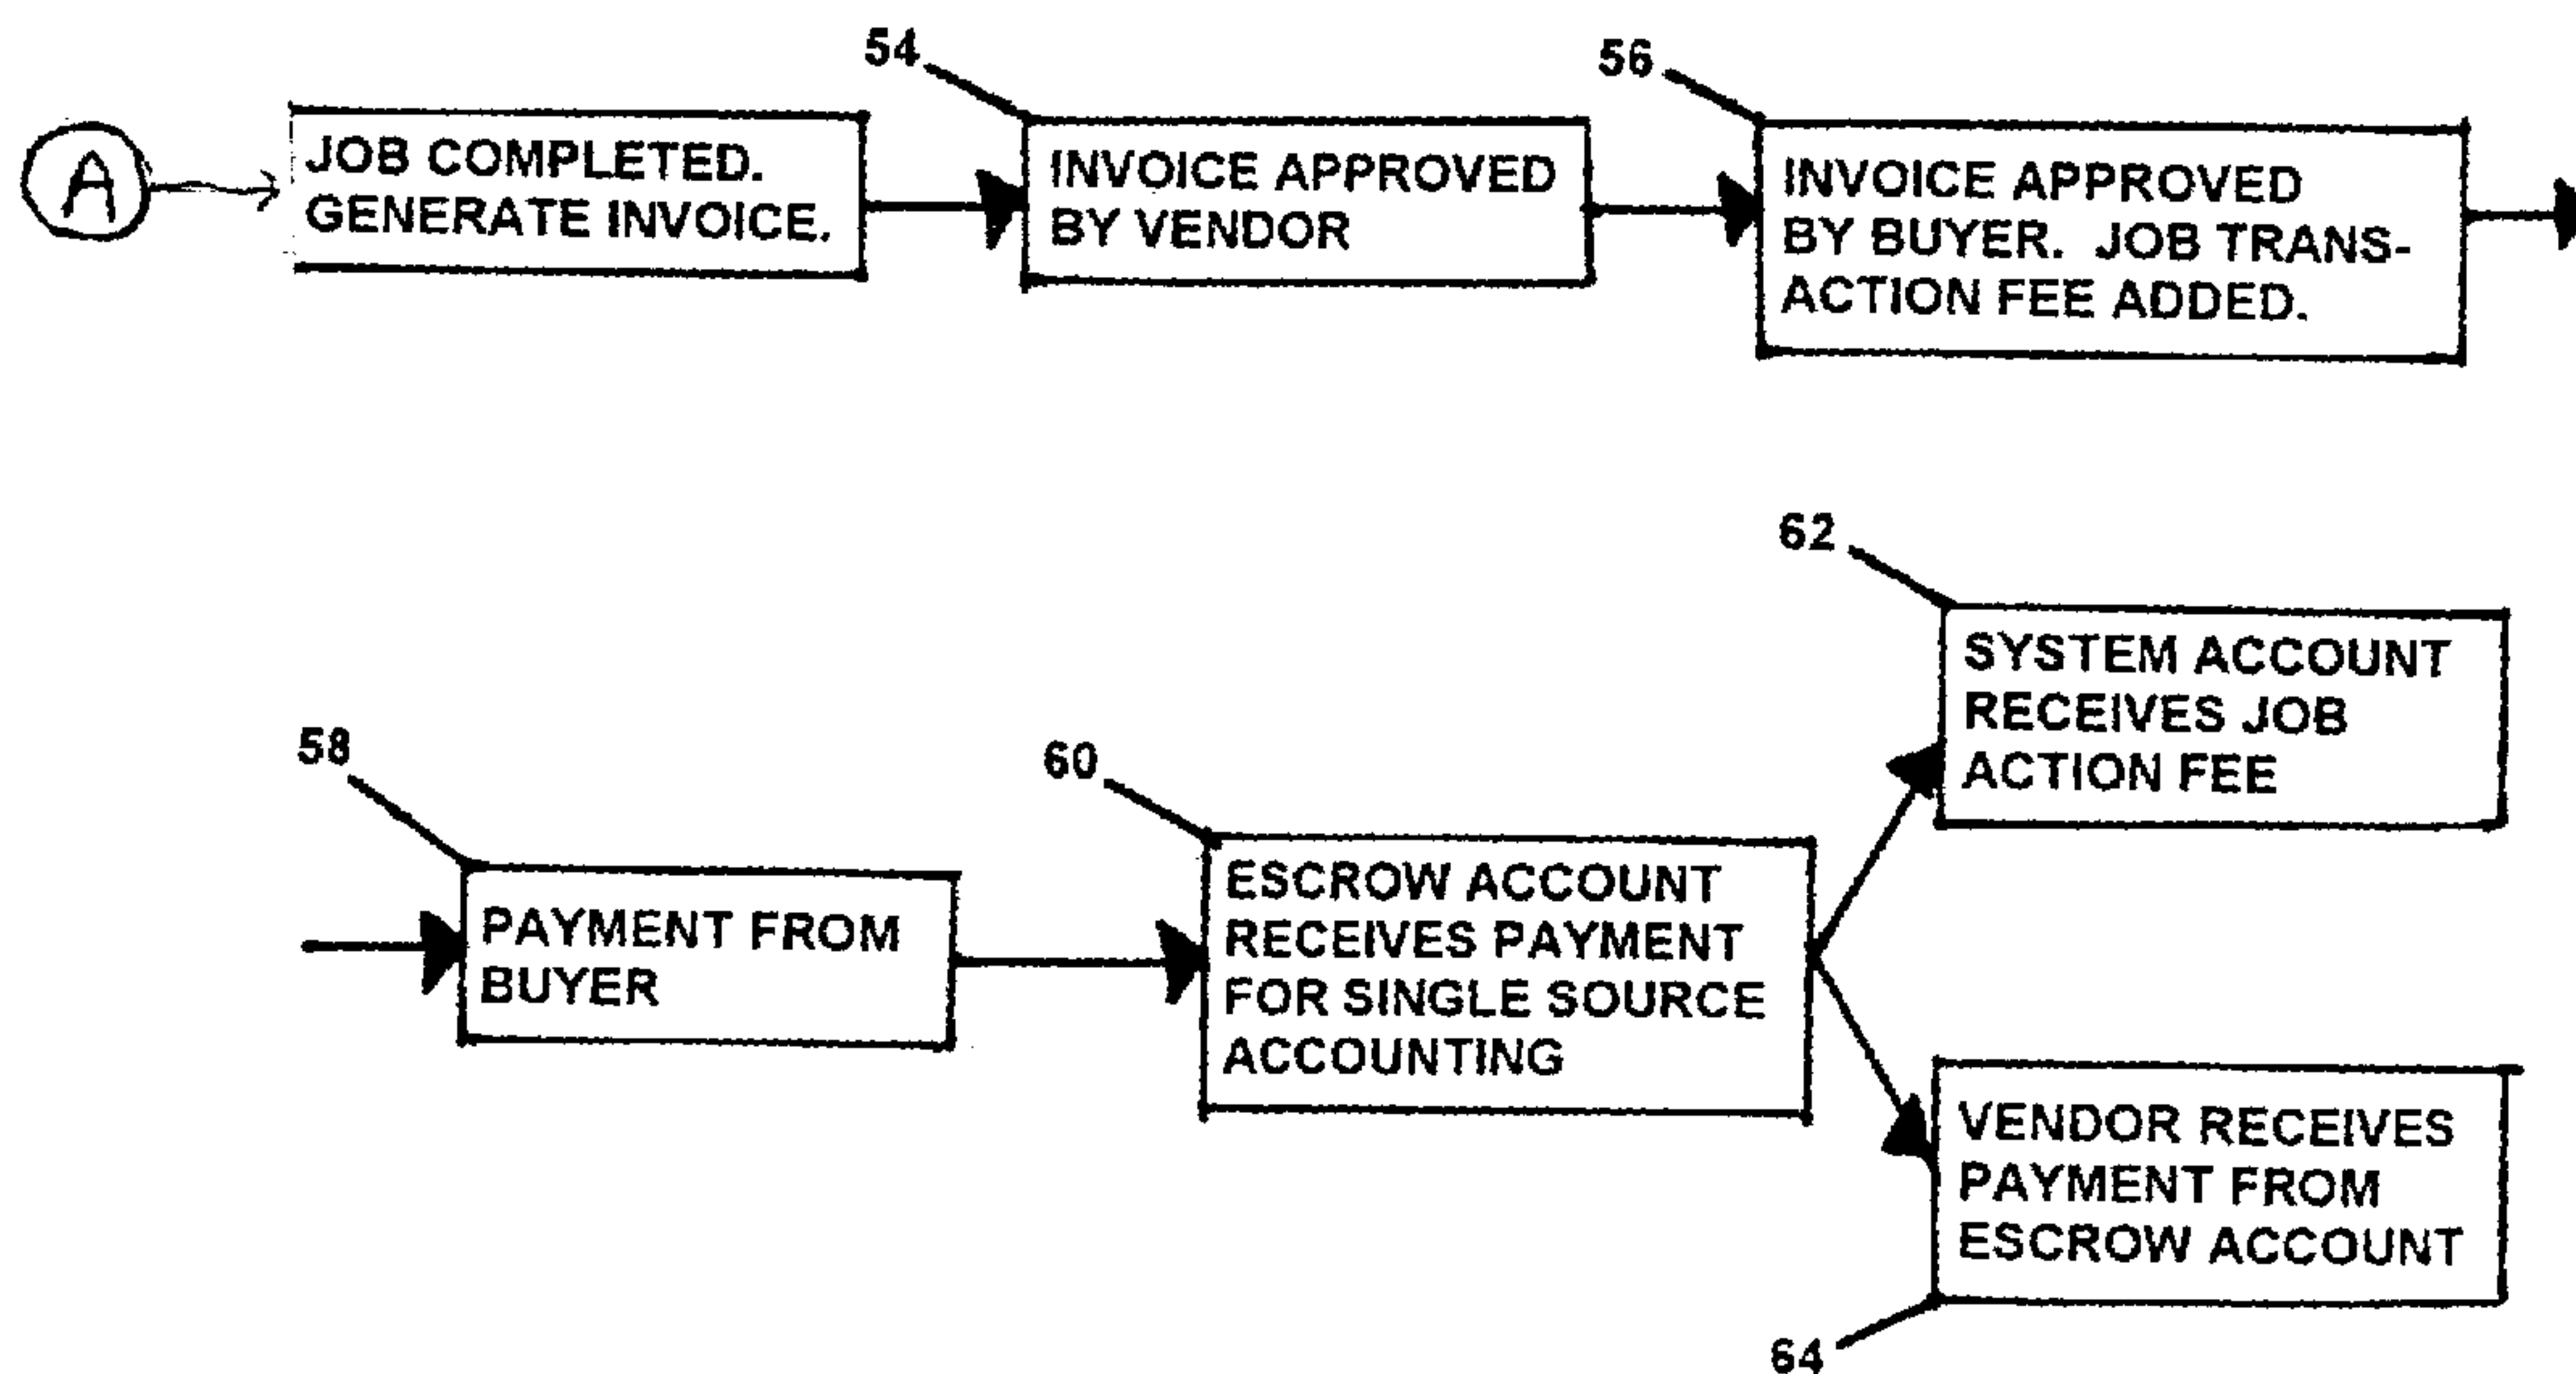 54
56
A
JOB COMPLETED.
GENERATE INVOICE.
INVOICE APPROVED
BY VENDOR
INVOICE APPROVED
BY BUYER. JOB TRANS-
ACTION FEE ADDED.
62
SYSTEM ACCOUNT
RECEIVES JOB
ACTION FEE
58
PAYMENT FROM
BUYER
60
ESCROW ACCOUNT
RECEIVES PAYMENT
FOR SINGLE SOURCE
ACCOUNTING
VENDOR RECEIVES
PAYMENT FROM
ESCROW ACCOUNT
64